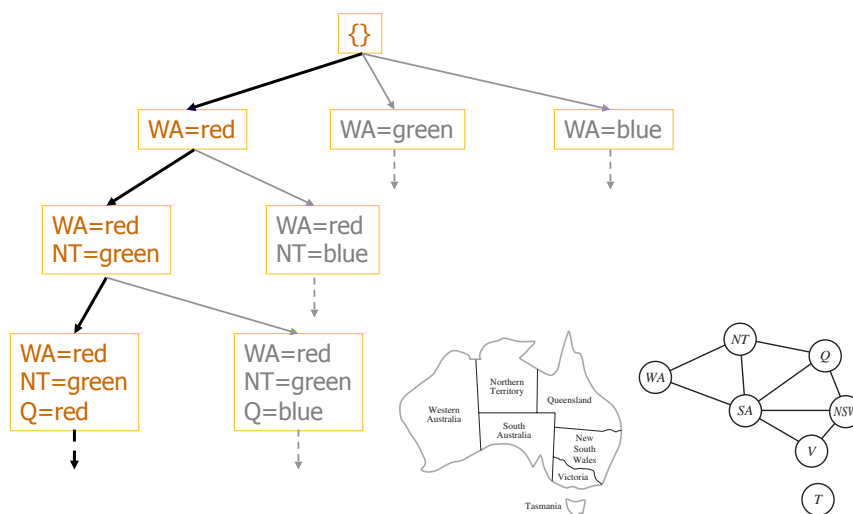 {}
WA=red
WA=green
WA=blue
WA=red
NT=green
WA=red
NT=blue
WA=red
NT=green
Q=red
WA=red
NT=green
Q=blue
Western
Australia
Northern
Territory
Queensland
South
Australia
New
South
Wales
Victoria
Tasmania
NT
Q
WA
SA
NSW
V
T